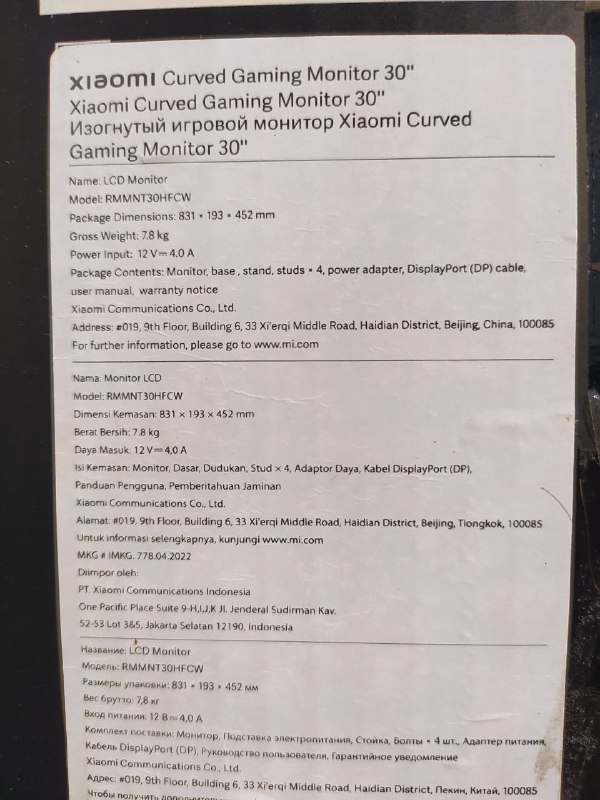 xiaomi Curved Gaming Monitor 30"
Xiaomi Curved Gaming Monitor 30"
Изогнутый игровой монитор Xiaomi Curved
Gaming Monitor 30"
Name: LCD Monitor
Model: RMMNT30HFCW
Package Dimensions: 831 × 193 × 452 mm
Gross Weight: 7.8 kg
Power Input: 12 V⎓4.0 A
Package Contents: Monitor, base , stand, studs × 4, power adapter, DisplayPort (DP) cable,
user manual, warranty notice
Xiaomi Communications Co., Ltd.
Address: #019, 9th Floor, Building 6, 33 Xi'erqi Middle Road, Haidian District, Beijing, China, 100085
For further information, please go to www.mi.com
Nama: Monitor LCD
Model: RMMNT30HFCW
Dimensi Kemasan: 831 × 193 × 452 mm
Berat Bersih: 7.8 kg
Daya Masuk: 12 V⎓4,0 A
Isi Kemasan: Monitor, Dasar, Dudukan, Stud × 4, Adaptor Daya, Kabel DisplayPort (DP),
Panduan Pengguna, Pemberitahuan Jaminan
Xiaomi Communications Co., Ltd.
Alamat: #019, 9th Floor, Building 6, 33 Xi'erqi Middle Road, Haidian District, Beijing, Tiongkok, 100085
Untuk informasi selengkapnya, kunjungi www.mi.com
MKG # IMKG. 778.04.2022
Diimpor oleh:
PT. Xiaomi Communications Indonesia
One Pacific Place Suite 9-H,I,J,K Jl. Jenderal Sudirman Kav.
52-53 Lot 3&5, Jakarta Selatan 12190, Indonesia
Название: LCD Monitor
Модель: RMMNT30HFCW
Размеры упаковки: 831 × 193 × 452 мм
Вес брутто: 7,8 кг
Вход питания: 12 В⎓4,0 А
Комплект поставки: Монитор, Подставка электропитания, Стойка, Болты × 4 шт., Адаптер питания,
Кабель DisplayPort (DP), Руководство пользователя, Гарантийное уведомление
Xiaomi Communications Co., Ltd.
Адрес: #019, 9th Floor, Building 6, 33 Xi'erqi Middle Road, Haidian District, Пекин, Китай, 100085
Чтобы получить